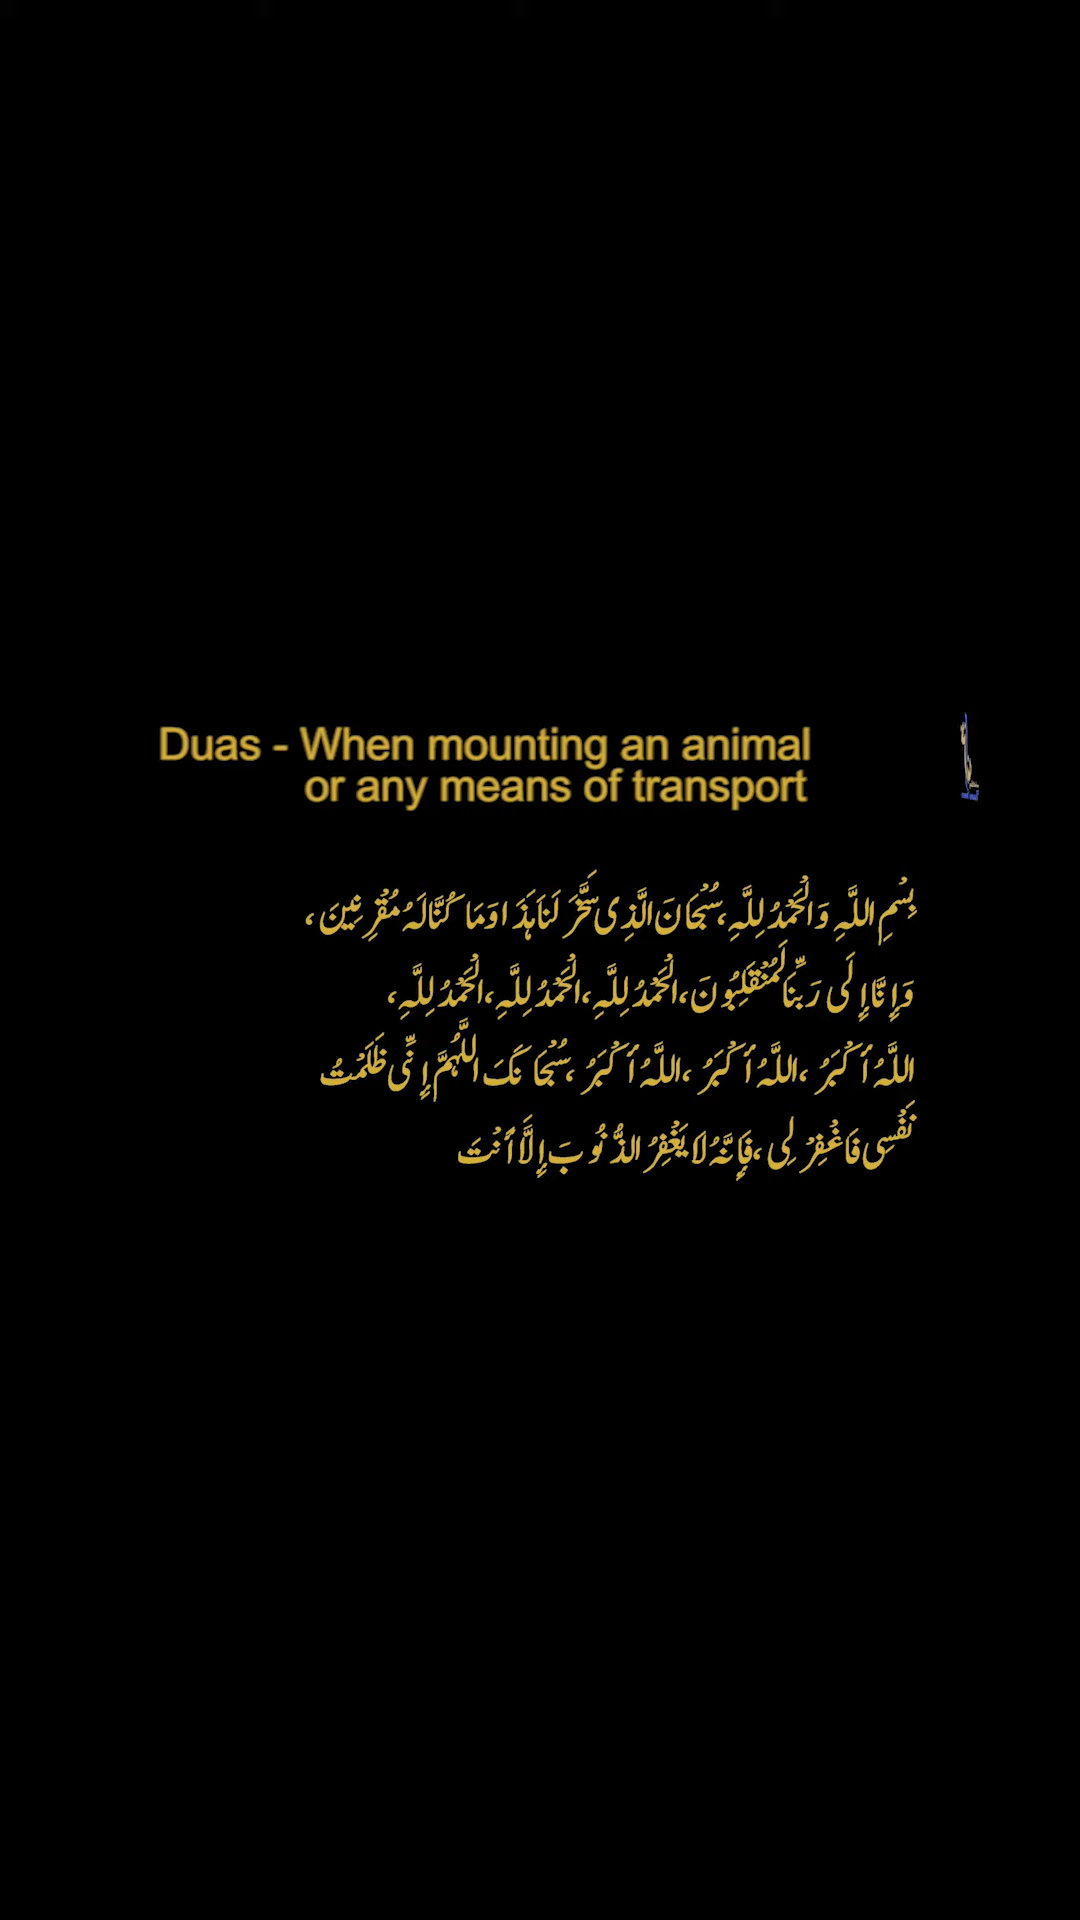 Duas - When mounting an animal
or any means of transport
بِسْمِ اللَّهِ وَالْحَمْدُ لِلَّهِ، سُبْحَانَ الَّذِي سَخَّرَ لَنَا هَذَا وَمَا كُنَّا لَهُ مُقْرِنِينَ،
وَإِنَّا إِلَى رَبِّنَا لَمُنْقَلِبُونَ، الْحَمْدُ لِلَّهِ، الْحَمْدُ لِلَّهِ، الْحَمْدُ لِلَّهِ،
اللَّهُ أَكْبَرُ، اللَّهُ أَكْبَرُ، اللَّهُ أَكْبَرُ، سُبْحَانَكَ اللَّهُمَّ إِنِّي ظَلَمْتُ
نَفْسِي فَاغْفِرْ لِي، فَإِنَّهُ لَا يَغْفِرُ الذُّنُوبَ إِلَّا أَنْتَ